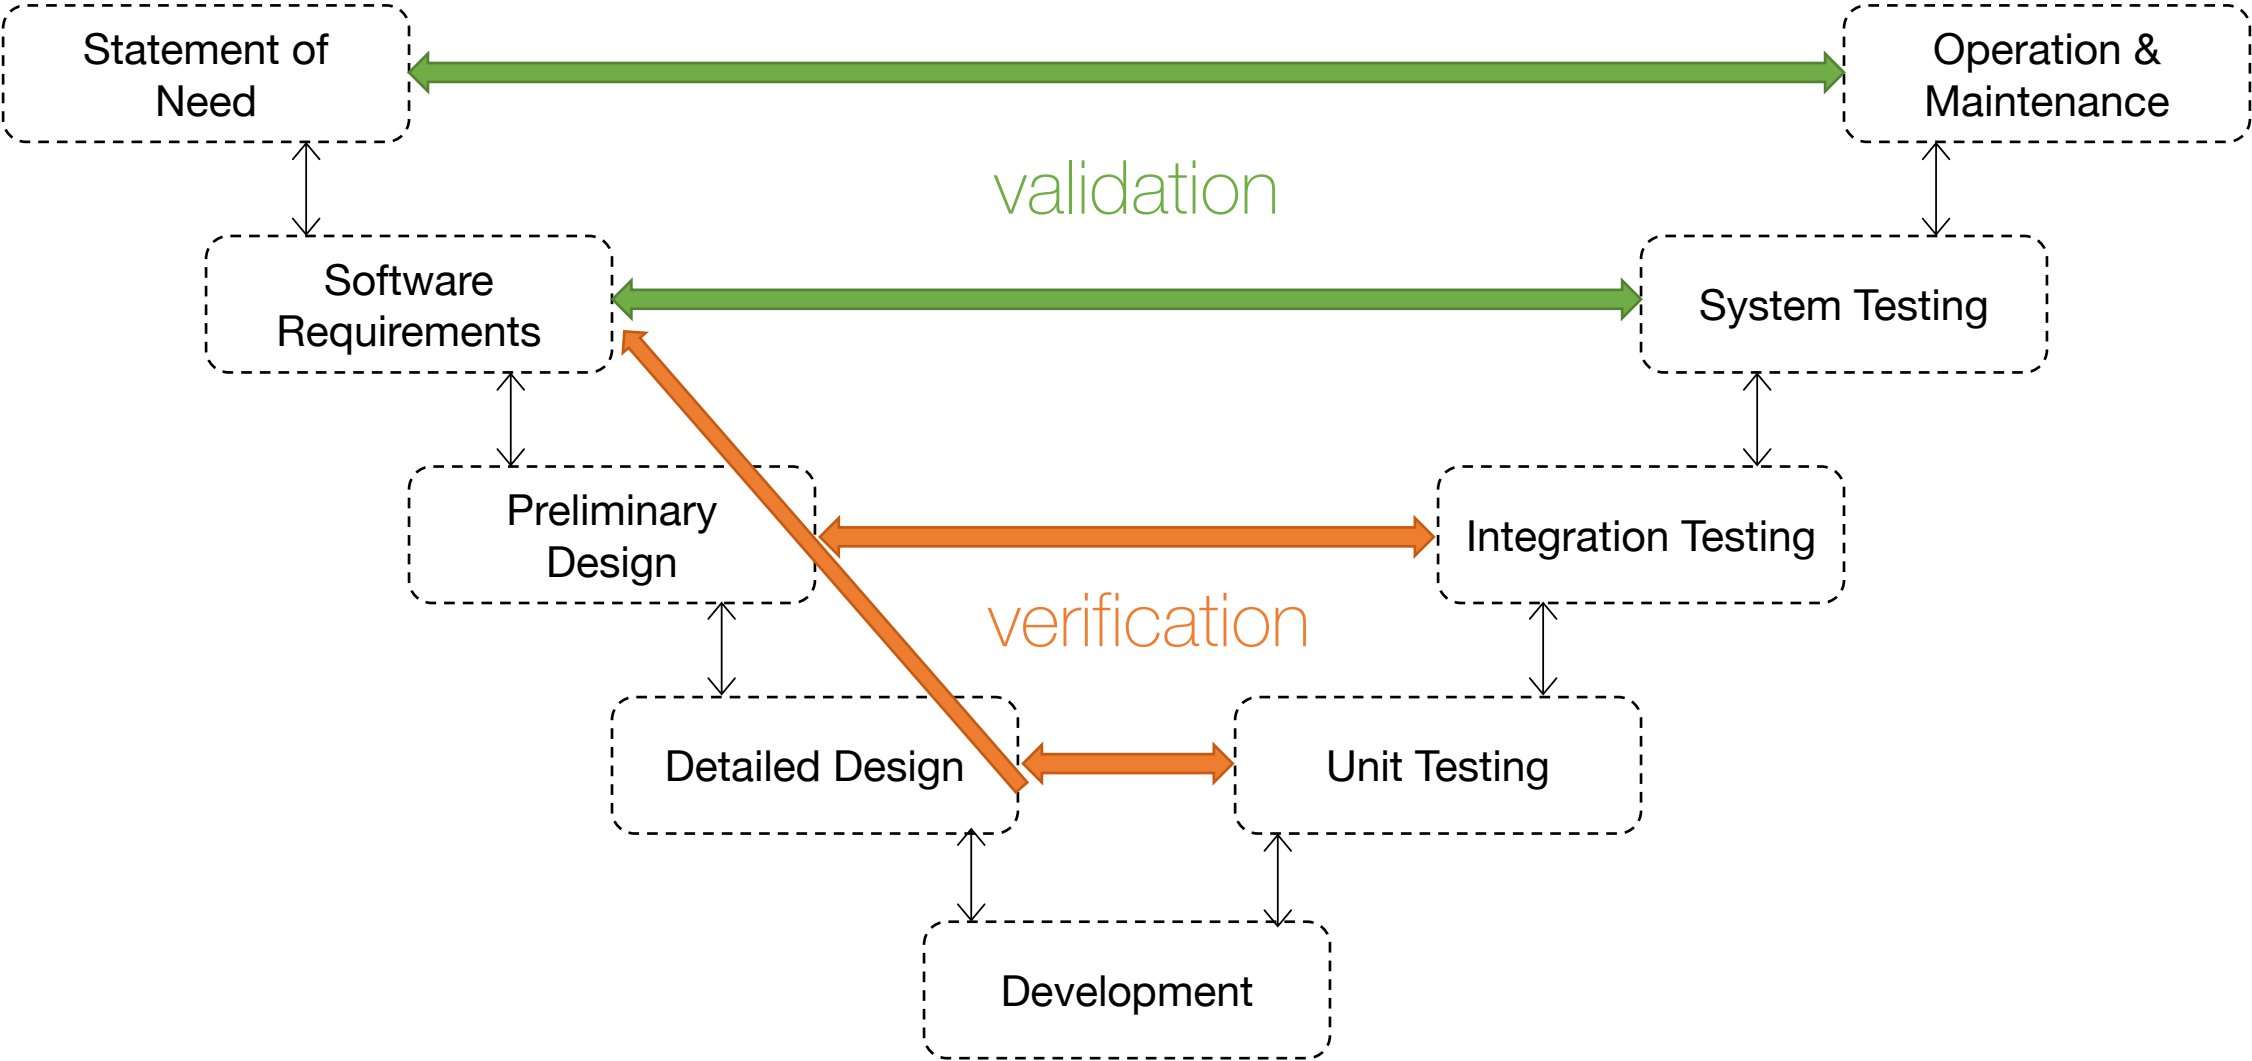 Statement of
Need
Operation &
Maintenance
validation
Software
Requirements
System Testing
Preliminary
Design
Integration Testing
verification
Detailed Design
Unit Testing
Development